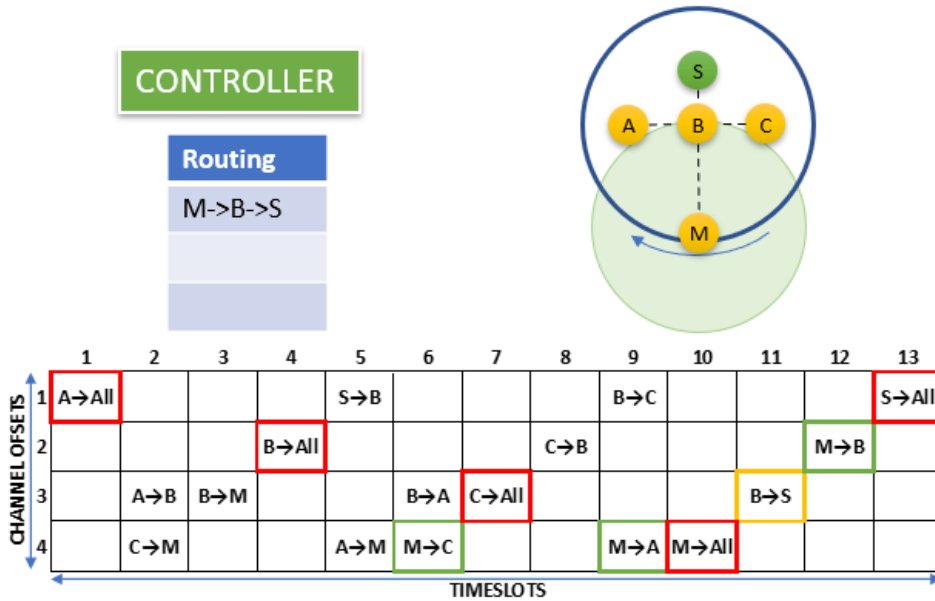 CONTROLLER
Routing
M->B->S
S
A B C
M
1 2 3 4 5 6 7 8 9 10 11 12 13
CHANNEL OFSETS
1 A→All S→B B→C S→All
2 B→All C→B M→B
3 A→B B→M B→A C→All B→S
4 C→M A→M M→C M→A M→All
TIMESLOTS